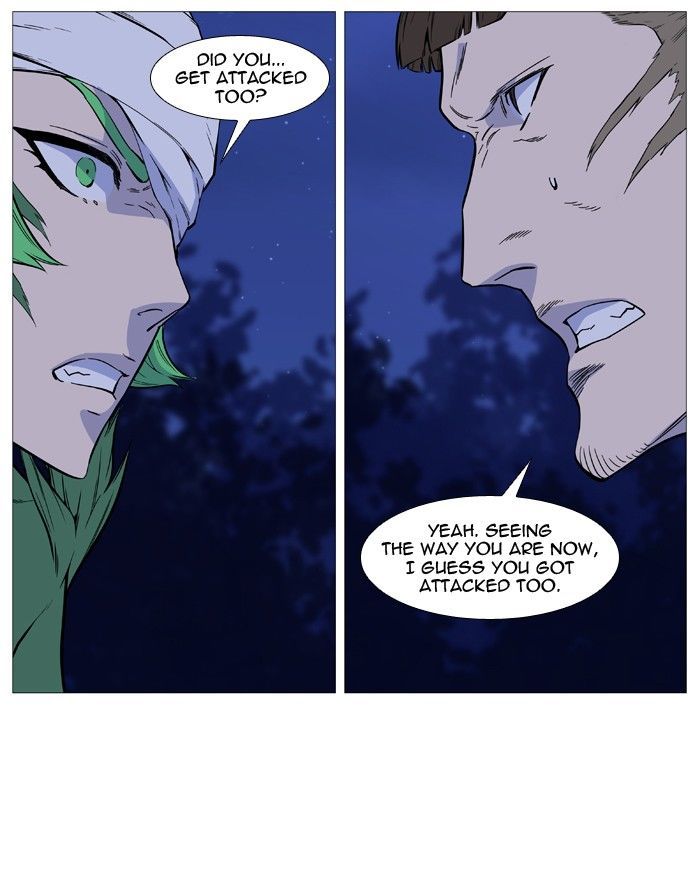 DID YOU...
GET ATTACKED
TOO?
YEAH. SEEING
THE WAY YOU ARE NOW,
I GUESS YOU GOT
ATTACKED TOO.